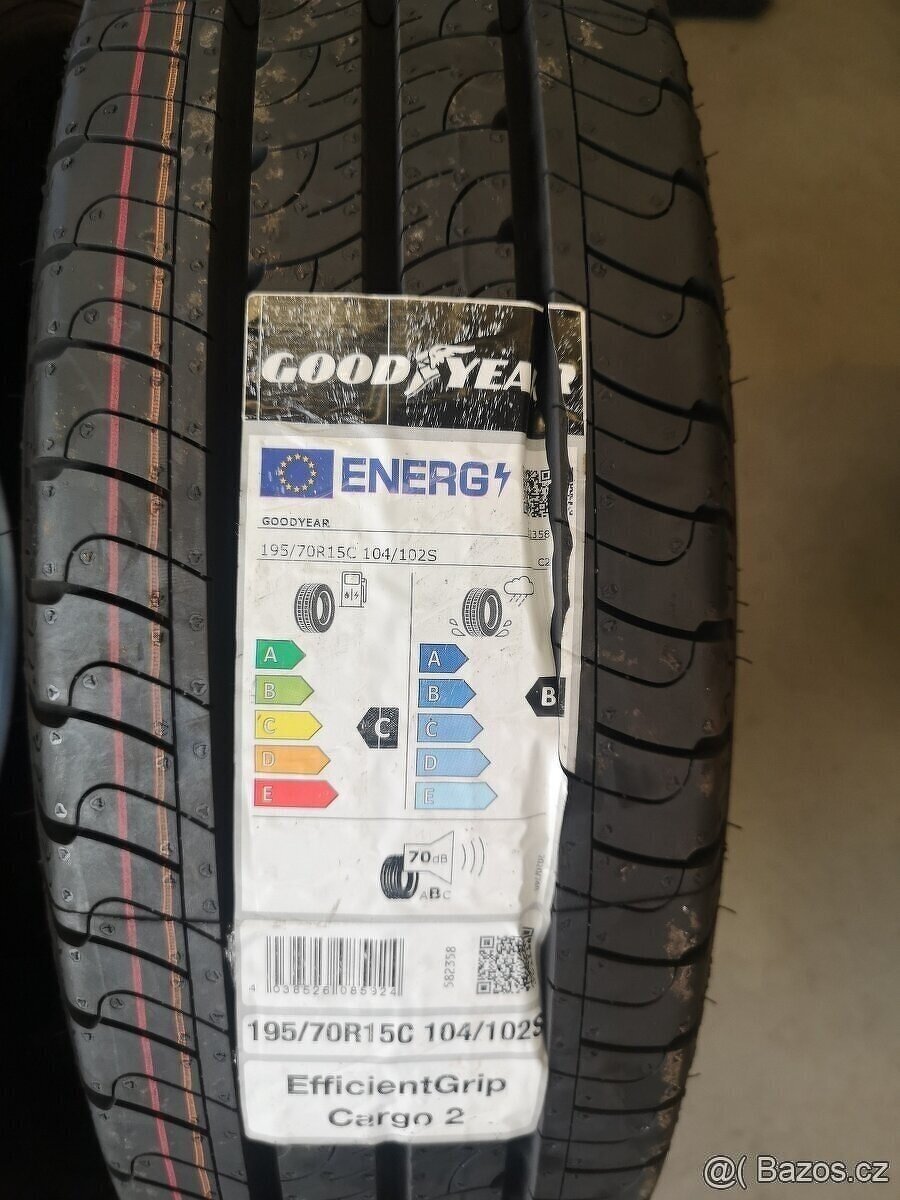 GOODYEAR
ENERG
GOODYEAR
195/70R15C 104/102S
C2
A
B
C
D
E
C
A
B
C
D
E
B
70dB
ABC
582358
4 038526 085924
195/70R15C 104/102S
EfficientGrip
Cargo 2
@( Bazos.cz